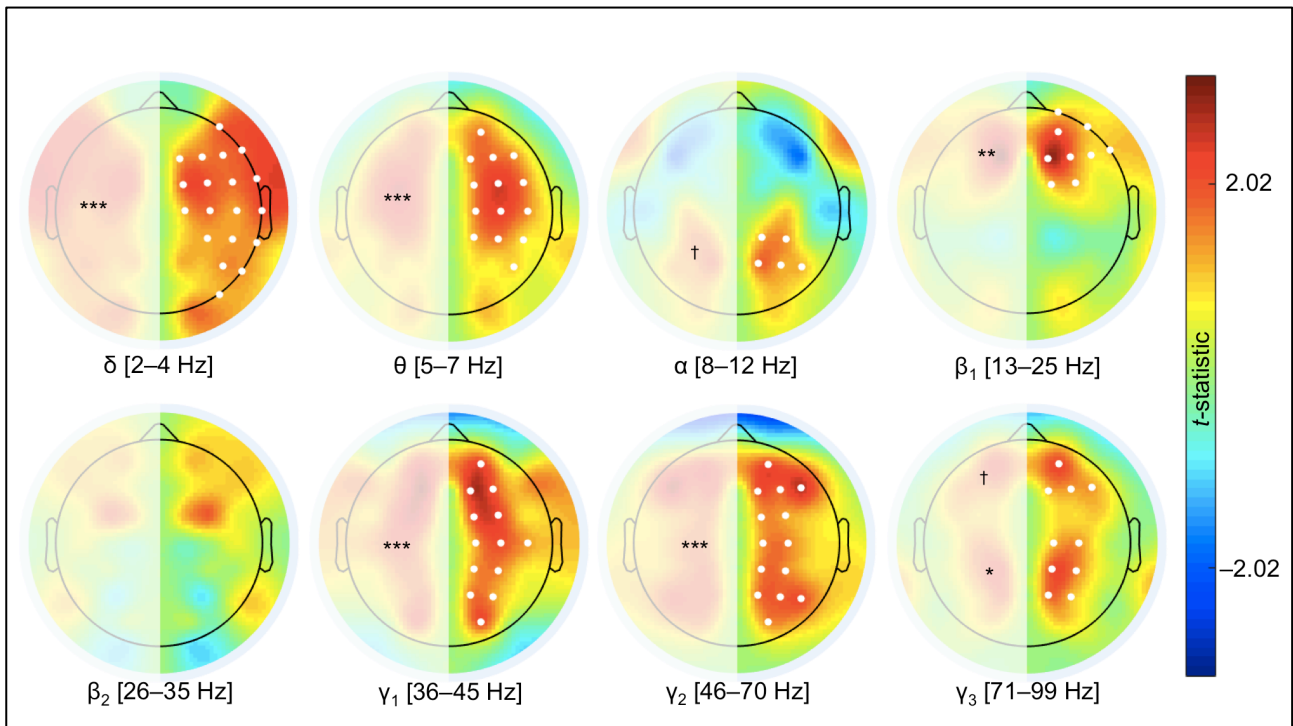 ***
***
†
**
2.02
t-statistic
–2.02
δ [2–4 Hz]
θ [5–7 Hz]
α [8–12 Hz]
β₁ [13–25 Hz]
***
***
†
*
β₂ [26–35 Hz]
γ₁ [36–45 Hz]
γ₂ [46–70 Hz]
γ₃ [71–99 Hz]